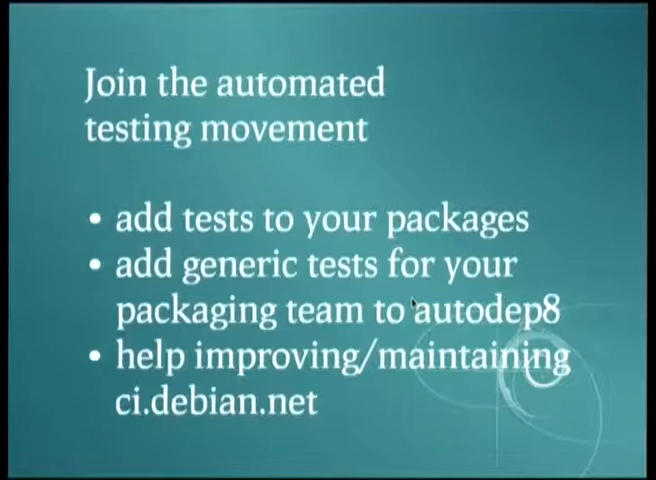 Join the automated
testing movement
• add tests to your packages
• add generic tests for your
packaging team to autodep8
• help improving/maintaining
ci.debian.net